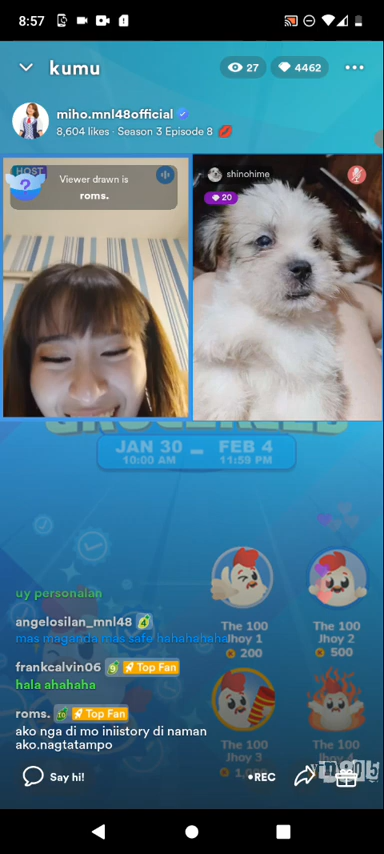 8:57
kumu
27
4462
miho.mnl48official
8,604 likes · Season 3 Episode 8
HOST
Viewer drawn is
roms.
shinohime
20
JAN 30 - FEB 4
10:00 AM 11:59 PM
uy personalan
angelosilan_mnl48 4
mas maganda mas safe hahahahaha
frankcalvin06 9 Top Fan
hala ahahaha
roms. 10 Top Fan
ako nga di mo iniistory di naman
ako.nagtatampo
The 100
Jhoy 1
200
The 100
Jhoy 2
500
The 100
Jhoy 3
The 100
Say hi!
•REC